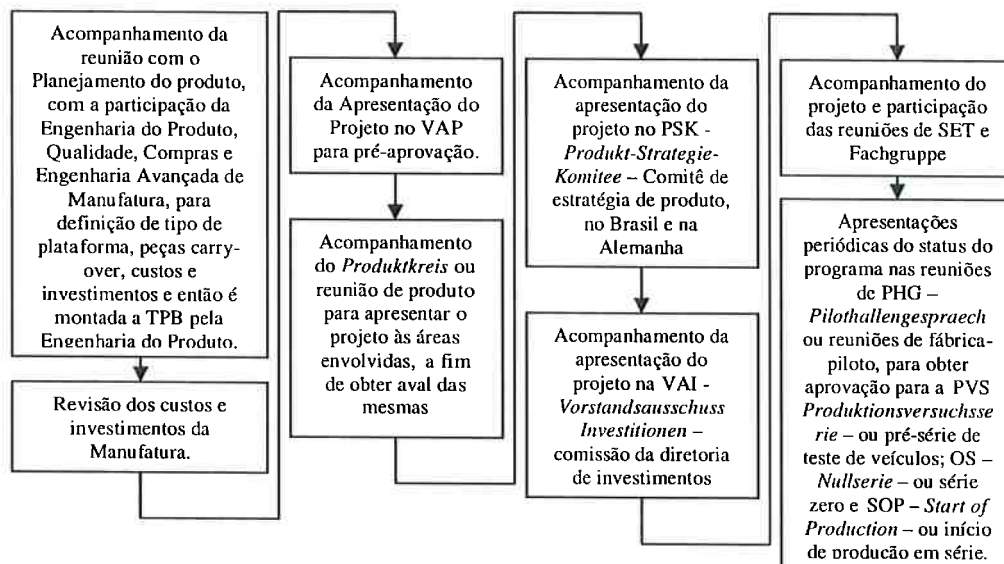 Acompanhamento da
reunião com o
Planejamento do produto,
com a participação da
Engenharia do Produto,
Qualidade, Compras e
Engenharia Avançada de
Manufatura, para
definição de tipo de
plataforma, peças carry-
over, custos e
investimentos e então é
montada a TPB pela
Engenharia do Produto.
Revisão dos custos e
investimentos da
Manufatura.
Acompanhamento
da Apresentação do
Projeto no VAP
para pré-aprovação.
Acompanhamento
do Produktkreis ou
reunião de produto
para apresentar o
projeto às áreas
envolvidas, a fim
de obter aval das
mesmas
Acompanhamento da
apresentação do
projeto no PSK -
Produkt-Strategie-
Komitee – Comitê de
estratégia de produto,
no Brasil e na
Alemanha
Acompanhamento da
apresentação do
projeto na VAI -
Vorstandsausschuss
Investitionen –
comissão da diretoria
de investimentos
Acompanhamento do
projeto e participação
das reuniões de SET e
Fachgruppe
Apresentações
periódicas do status do
programa nas reuniões
de PHG –
Pilothallengespraech
ou reuniões de fábrica-
piloto, para obter
aprovação para a PVS
Produktionsversuchsse
rie – ou pré-série de
teste de veículos; OS –
Nullserie – ou série
zero e SOP – Start of
Production – ou início
de produção em série.